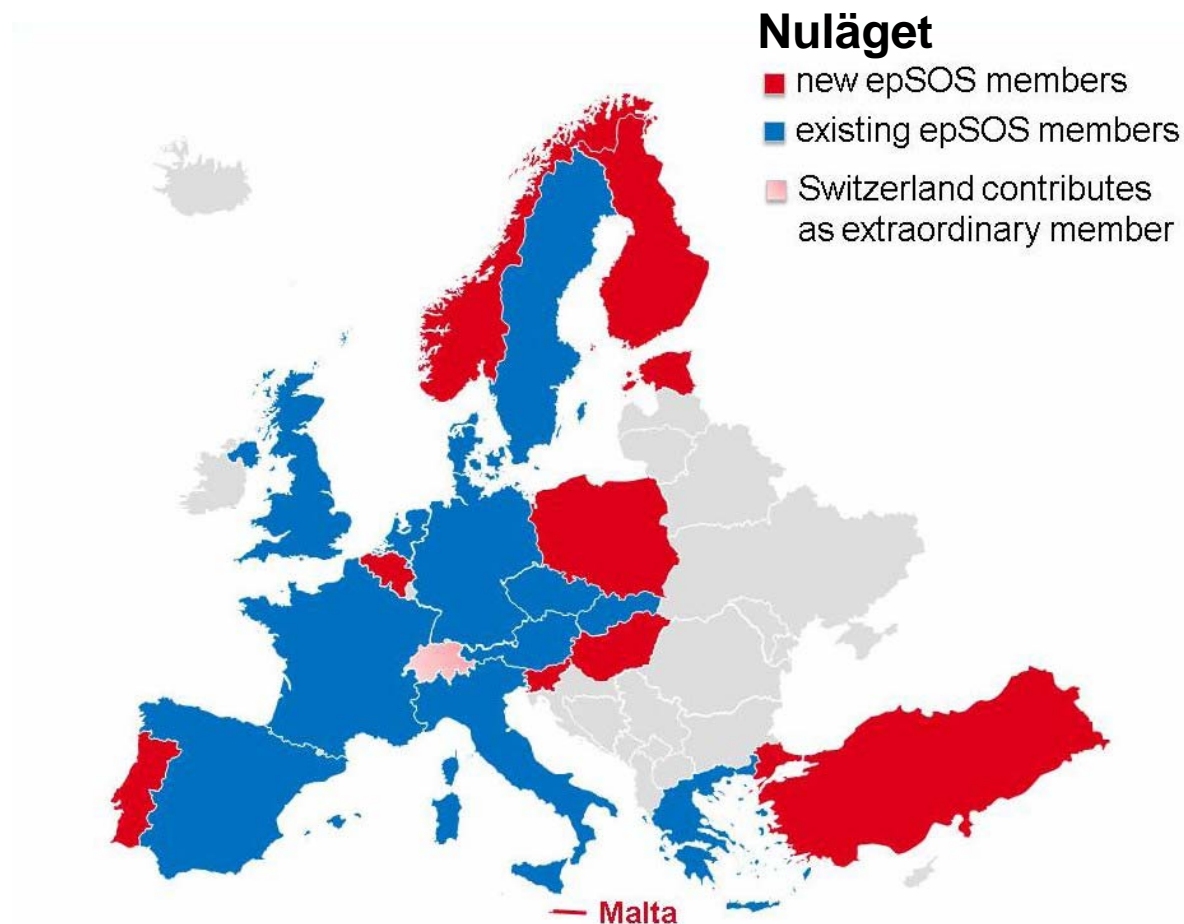 Nuläget
new epSOS members
existing epSOS members
Switzerland contributes
as extraordinary member
Malta